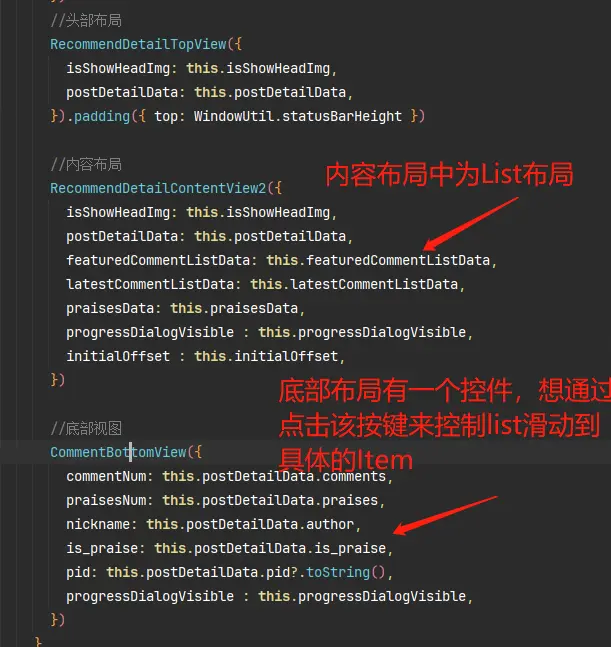 //头部布局
RecommendDetailTopView({
isShowHeadImg: this.isShowHeadImg,
postDetailData: this.postDetailData,
}).padding({ top: WindowUtil.statusBarHeight })
//内容布局
RecommendDetailContentView2({
内容布局中为List布局
isShowHeadImg: this.isShowHeadImg,
postDetailData: this.postDetailData,
featuredCommentListData: this.featuredCommentListData,
latestCommentListData: this.latestCommentListData,
praisesData: this.praisesData,
progressDialogVisible : this.progressDialogVisible,
initialOffset : this.initialOffset,
})
底部布局有一个控件，想通过
点击该按键来控制list滑动到
具体的Item
//底部视图
CommentBottomView({
commentNum: this.postDetailData.comments,
praisesNum: this.postDetailData.praises,
nickname: this.postDetailData.author,
is_praise: this.postDetailData.is_praise,
pid: this.postDetailData.pid?.toString(),
progressDialogVisible : this.progressDialogVisible,
})
}